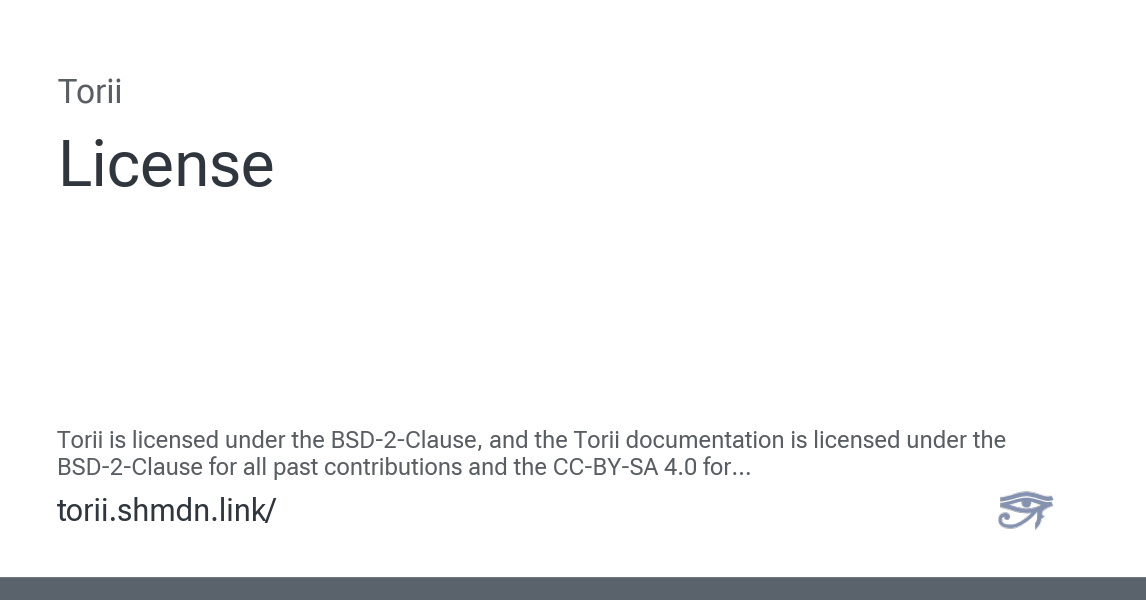 Torii
License
Torii is licensed under the BSD-2-Clause, and the Torii documentation is licensed under the
BSD-2-Clause for all past contributions and the CC-BY-SA 4.0 for...
torii.shmdn.link/